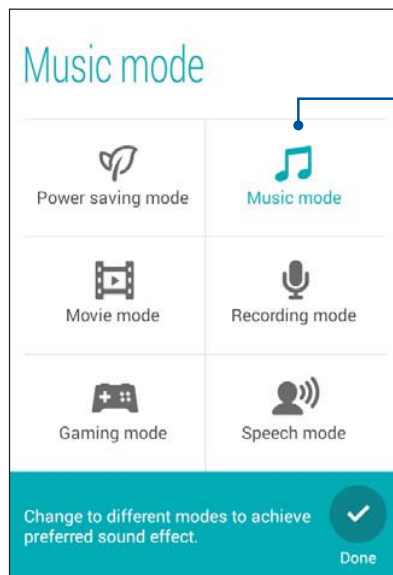 Music mode
Power saving mode
Music mode
Movie mode
Recording mode
Gaming mode
Speech mode
Change to different modes to achieve
preferred sound effect.
Done